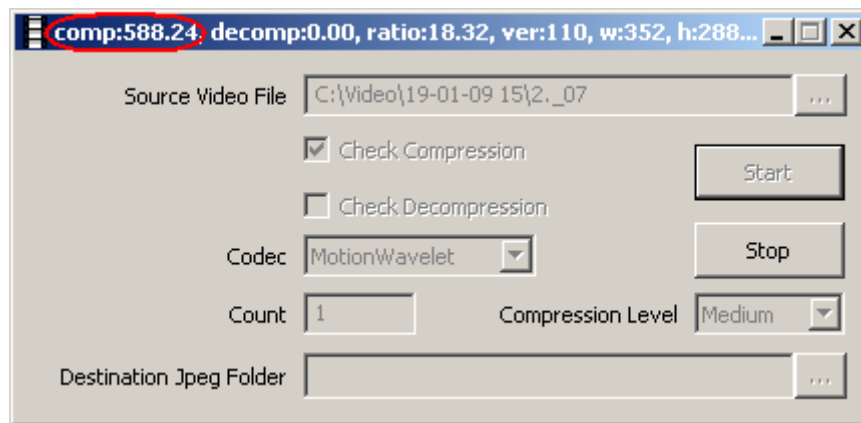 comp:588.24, decomp:0.00, ratio:18.32, ver:110, w:352, h:288...
Source Video File C:\Video\19-01-09 15\2._07 ...
Check Compression
Start
Check Decompression
Codec MotionWavelet Stop
Count 1 Compression Level Medium
Destination Jpeg Folder ...